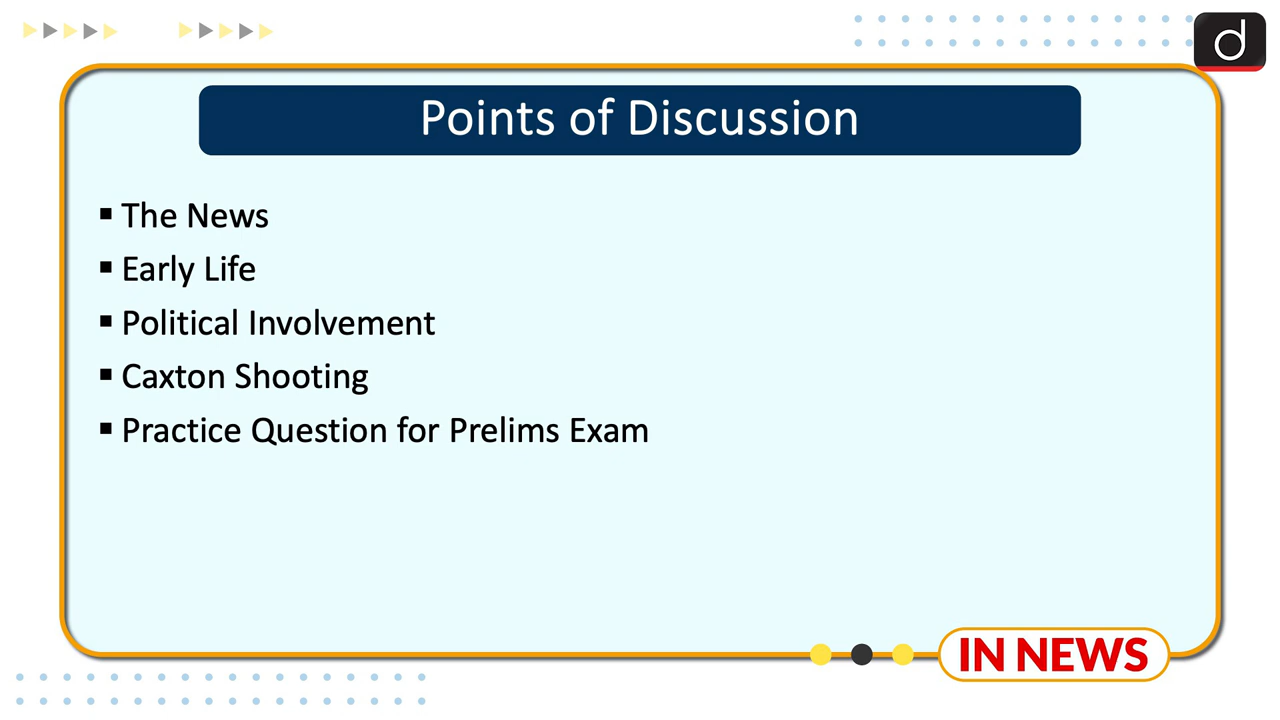 d
Points of Discussion
▪ The News
▪ Early Life
▪ Political Involvement
▪ Caxton Shooting
▪ Practice Question for Prelims Exam
IN NEWS